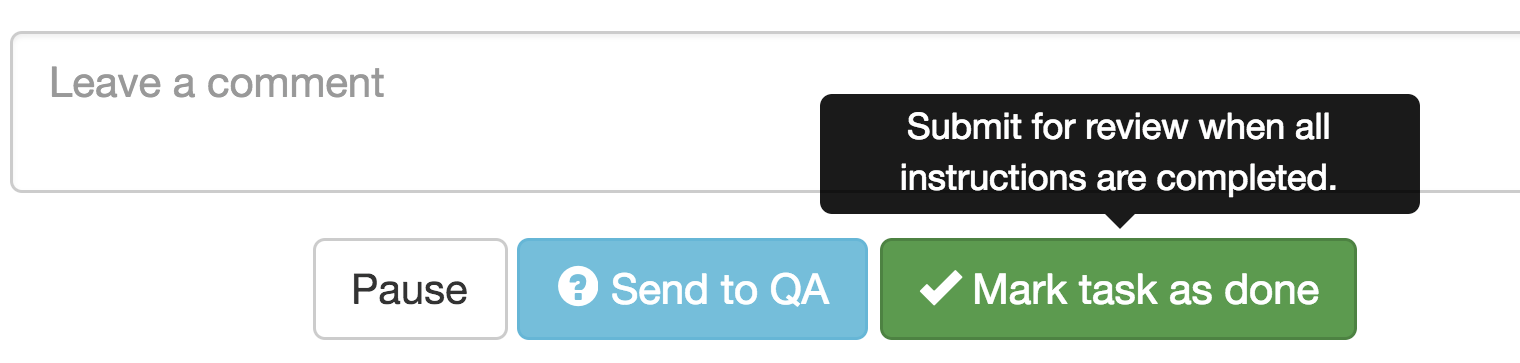 Leave a comment
Submit for review when all
instructions are completed.
Pause
Send to QA
Mark task as done